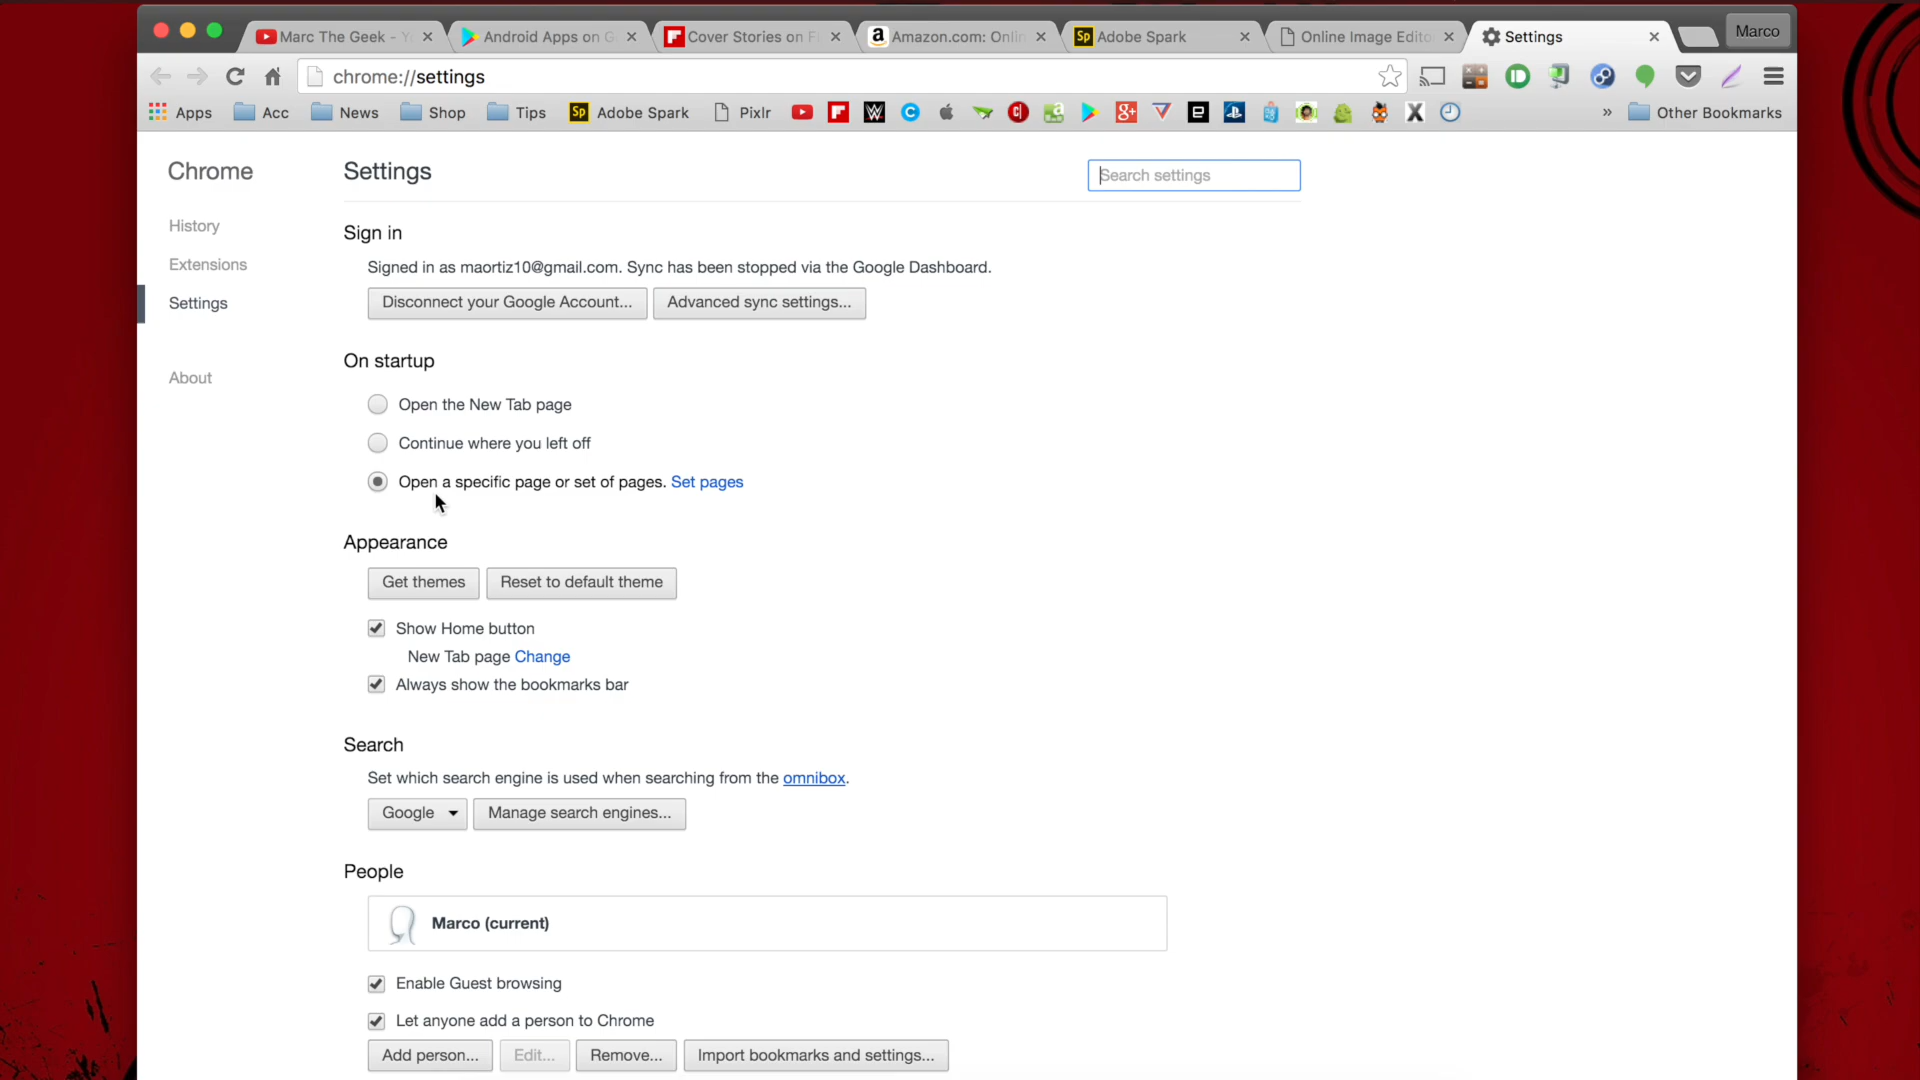 Marc The Geek - Y
Android Apps on G
Cover Stories on F
Amazon.com: Onlin
Adobe Spark
Online Image Edito
Settings
Marco
chrome://settings
Apps
Acc
News
Shop
Tips
Sp
Adobe Spark
Pixlr
»
Other Bookmarks
Chrome
History
Extensions
Settings
About
Settings
Search settings
Sign in
Signed in as maortiz10@gmail.com. Sync has been stopped via the Google Dashboard.
Disconnect your Google Account...
Advanced sync settings...
On startup
Open the New Tab page
Continue where you left off
Open a specific page or set of pages. Set pages
Appearance
Get themes
Reset to default theme
Show Home button
New Tab page Change
Always show the bookmarks bar
Search
Set which search engine is used when searching from the omnibox.
Google
Manage search engines...
People
Marco (current)
Enable Guest browsing
Let anyone add a person to Chrome
Add person...
Edit...
Remove...
Import bookmarks and settings...